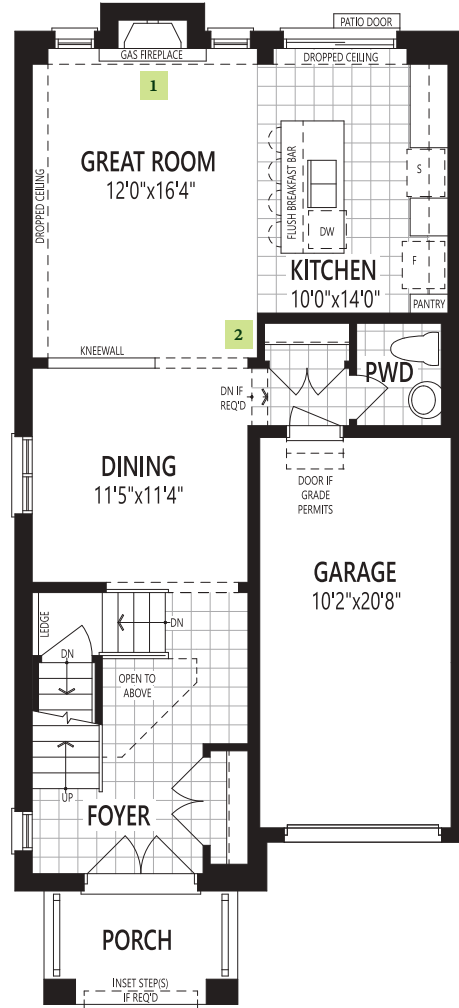 PATIO DOOR
GAS FIREPLACE
DROPPED CEILING
1
GREAT ROOM
12'0"x16'4"
DROPPED CEILING
FLUSH BREAKFAST BAR
S
DW
F
KITCHEN
10'0"x14'0"
PANTRY
2
KNEEWALL
PWD
DN IF
REQ'D
DINING
11'5"x11'4"
DOOR IF
GRADE
PERMITS
GARAGE
10'2"x20'8"
LEDGE
DN
DN
OPEN TO
ABOVE
UP
FOYER
PORCH
INSET STEP(S)
IF REQ'D